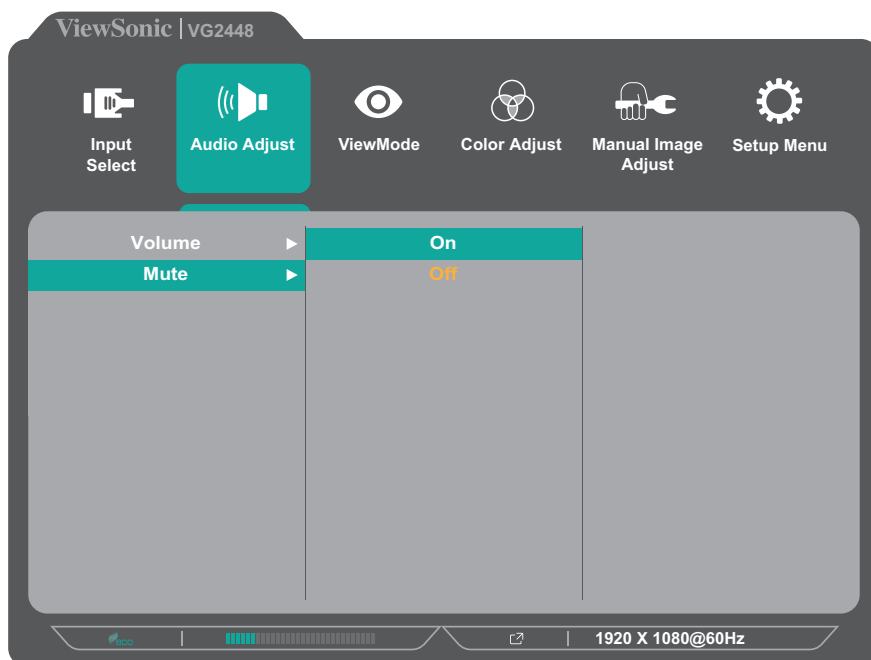 ViewSonic | VG2448
Input Select
Audio Adjust
ViewMode
Color Adjust
Manual Image Adjust
Setup Menu
Volume
On
Mute
Off
eco
1920 X 1080@60Hz